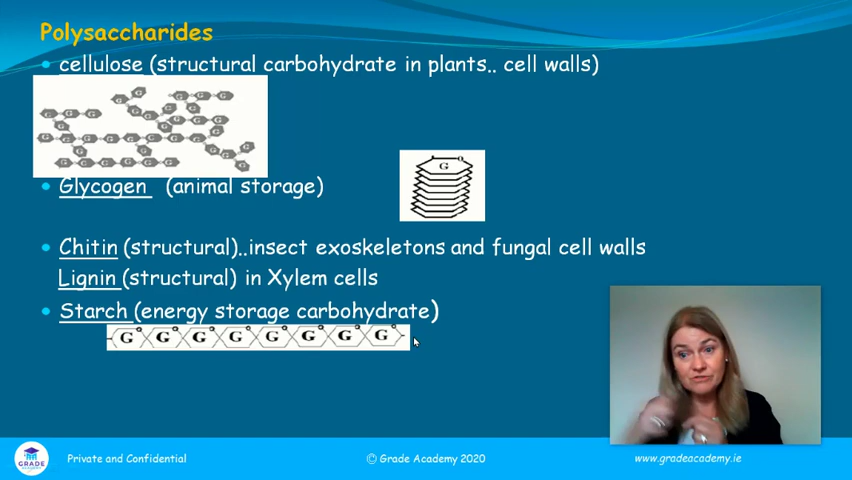 Polysaccharides
cellulose (structural carbohydrate in plants.. cell walls)
Glycogen (animal storage)
G
Chitin (structural)..insect exoskeletons and fungal cell walls
Lignin (structural) in Xylem cells
Starch (energy storage carbohydrate)
G G G G G G G G
GRADE
Private and Confidential
© Grade Academy 2020
www.gradeacademy.ie